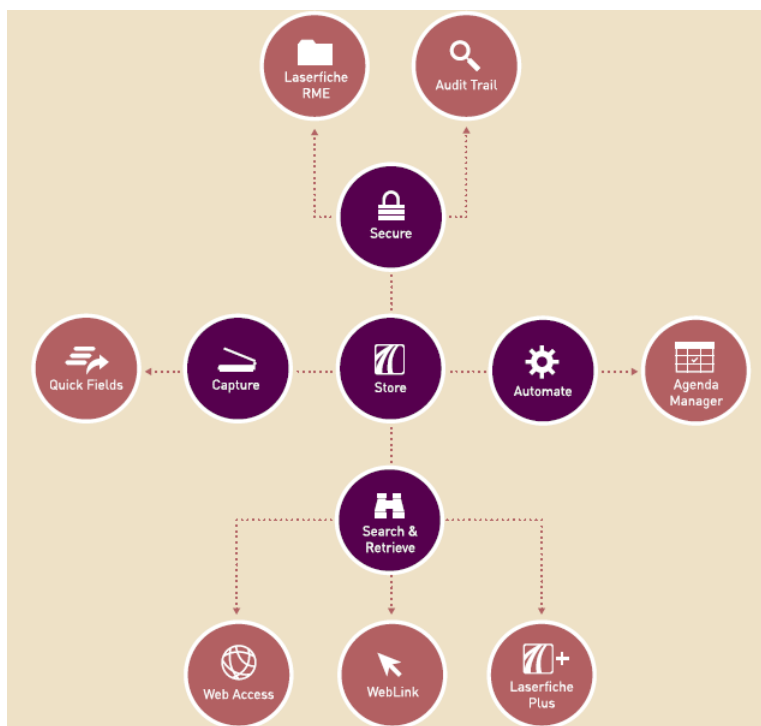 Laserfiche
RME
Audit Trail
Secure
Quick Fields
Capture
Store
Automate
Agenda
Manager
Search &
Retrieve
Web Access
WebLink
Laserfiche
Plus